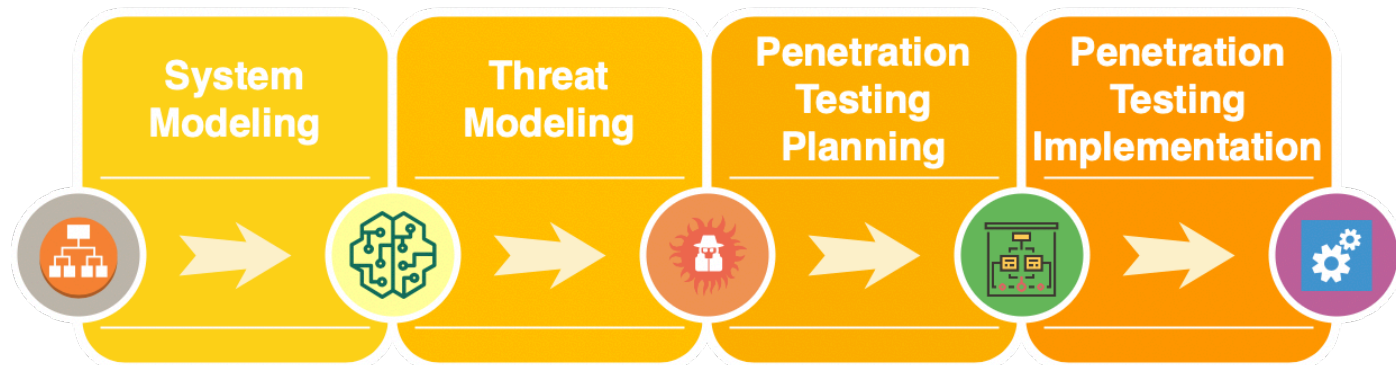 System
Modeling
Threat
Modeling
Penetration
Testing
Planning
Penetration
Testing
Implementation